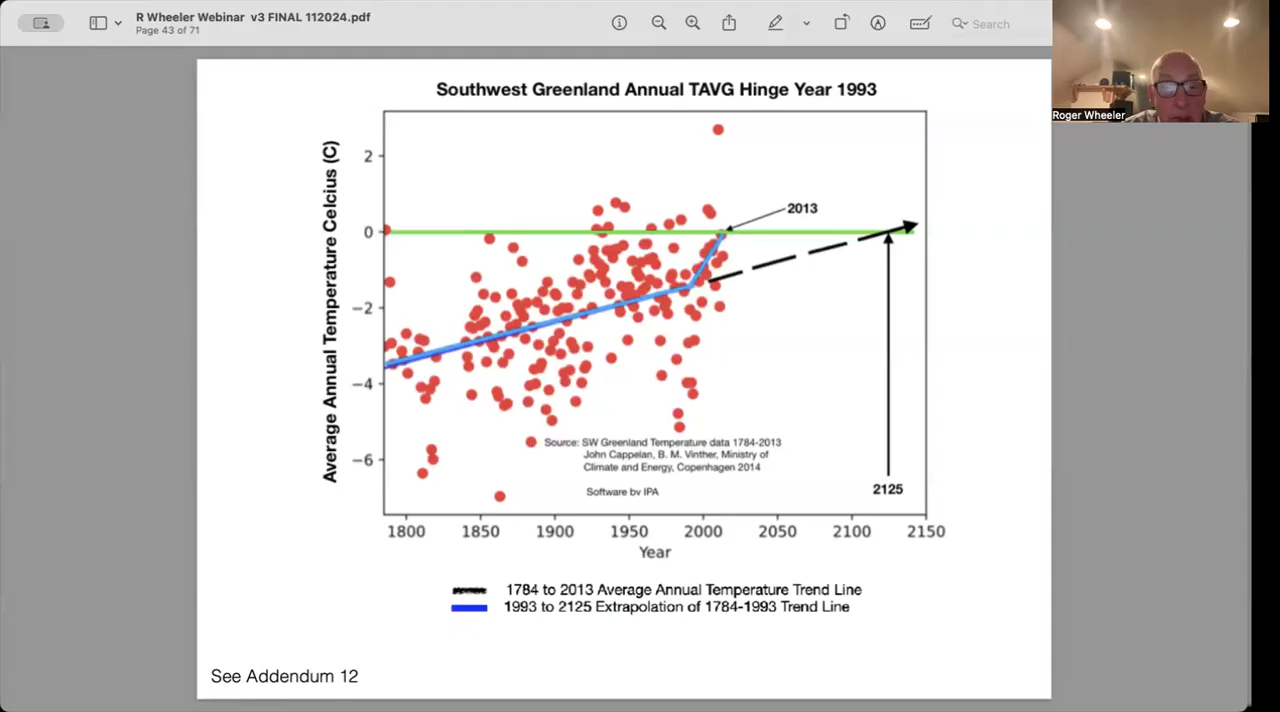 R Wheeler Webinar v3 FINAL 112024.pdf
Page 43 of 71
Search
Roger Wheeler
Southwest Greenland Annual TAVG Hinge Year 1993
Average Annual Temperature Celcius (C)
2
0
−2
−4
−6
2013
2125
Source: SW Greenland Temperature data 1784-2013
John Cappelan, B. M. Vinther, Ministry of
Climate and Energy, Copenhagen 2014
Software by IPA
1800 1850 1900 1950 2000 2050 2100 2150
Year
1784 to 2013 Average Annual Temperature Trend Line
1993 to 2125 Extrapolation of 1784-1993 Trend Line
See Addendum 12